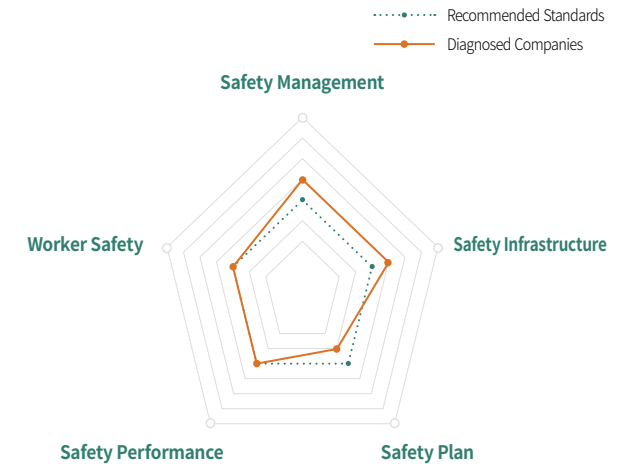 Recommended Standards
Diagnosed Companies
Safety Management
Worker Safety
Safety Infrastructure
Safety Performance
Safety Plan